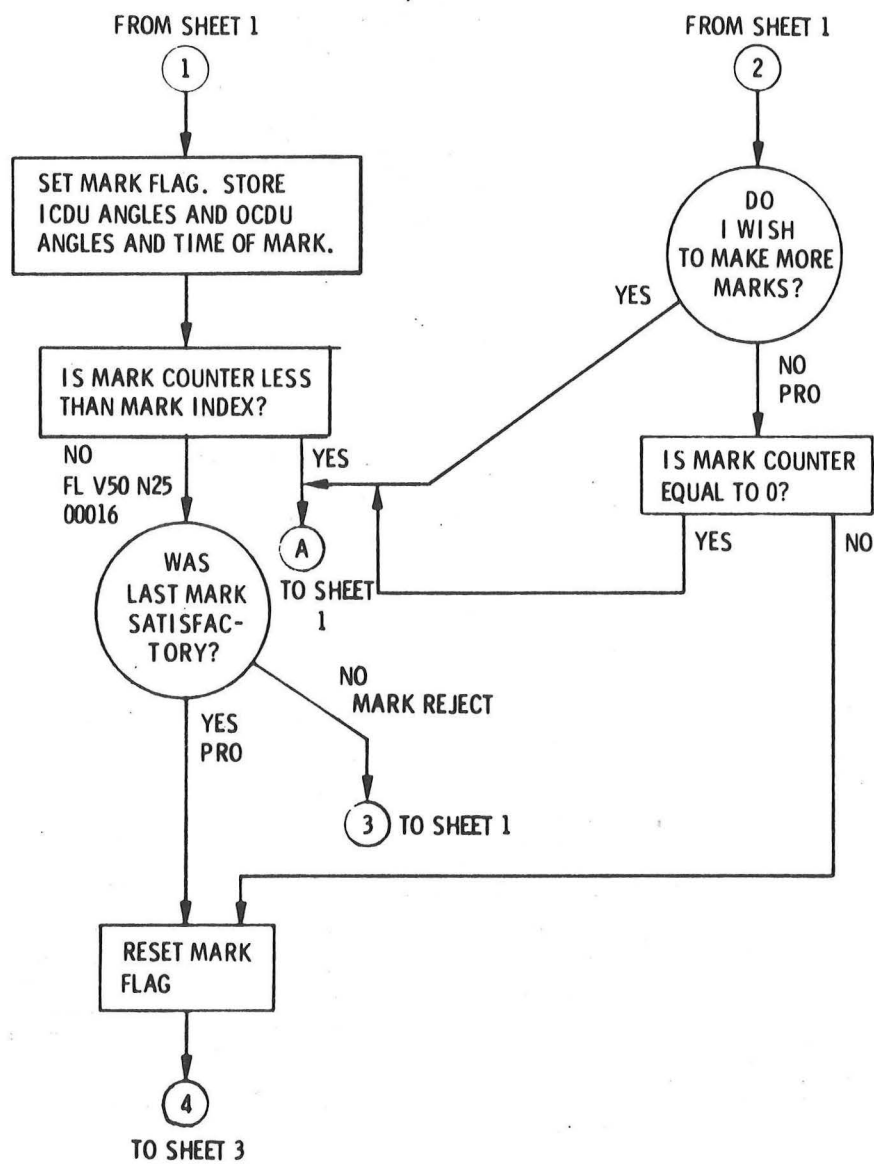 FROM SHEET 1
1
SET MARK FLAG. STORE
ICDU ANGLES AND OCDU
ANGLES AND TIME OF MARK.
IS MARK COUNTER LESS
THAN MARK INDEX?
NO
FL V50 N25
00016
YES
A
TO SHEET
1
WAS
LAST MARK
SATISFAC-
TORY?
NO
MARK REJECT
3 TO SHEET 1
YES
PRO
RESET MARK
FLAG
4
TO SHEET 3
FROM SHEET 1
2
DO
I WISH
TO MAKE MORE
MARKS?
YES
NO
PRO
IS MARK COUNTER
EQUAL TO 0?
YES
NO